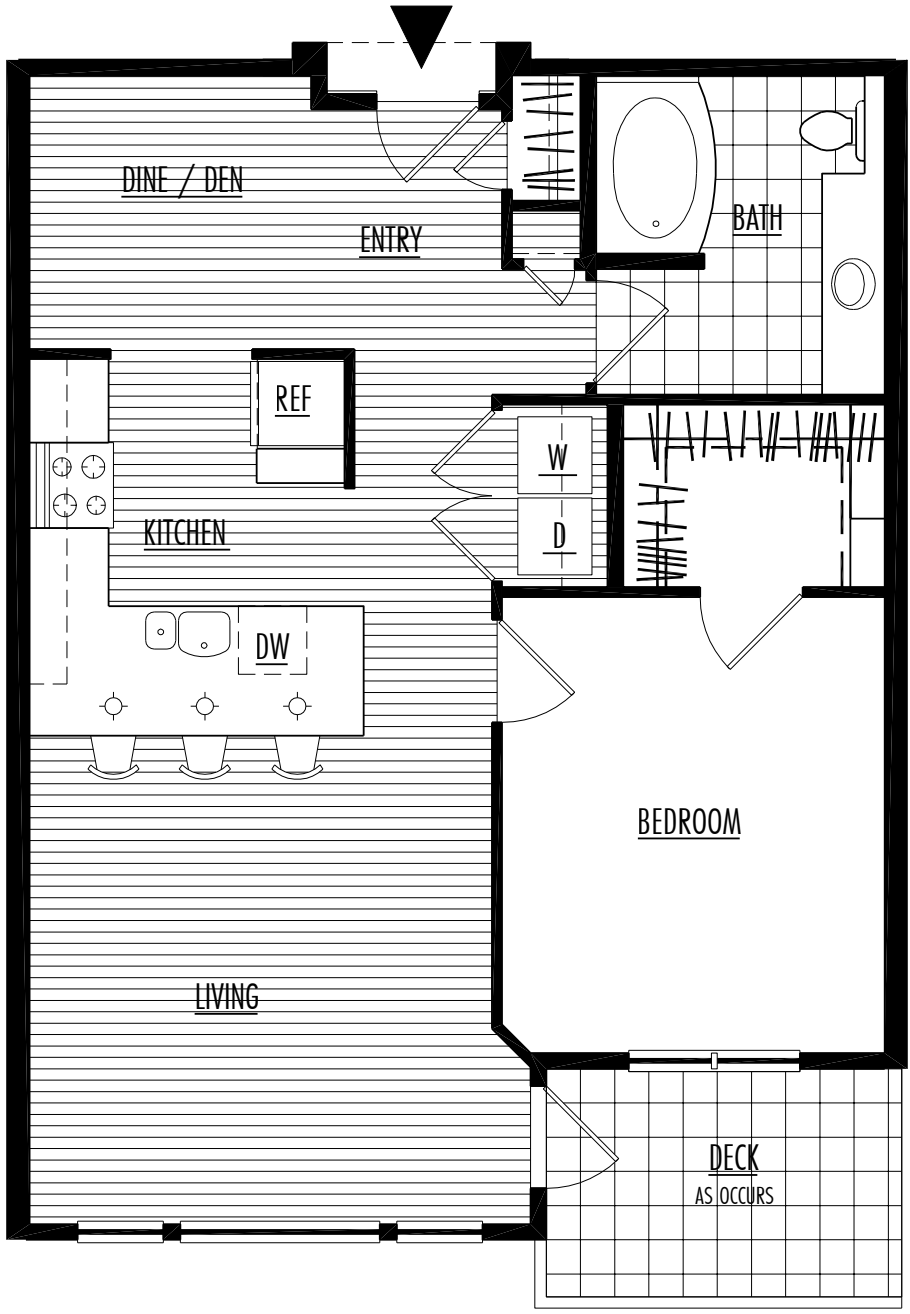 DINE / DEN
BATH
ENTRY
REF
W
D
KITCHEN
DW
BEDROOM
LIVING
DECK
AS OCCURS